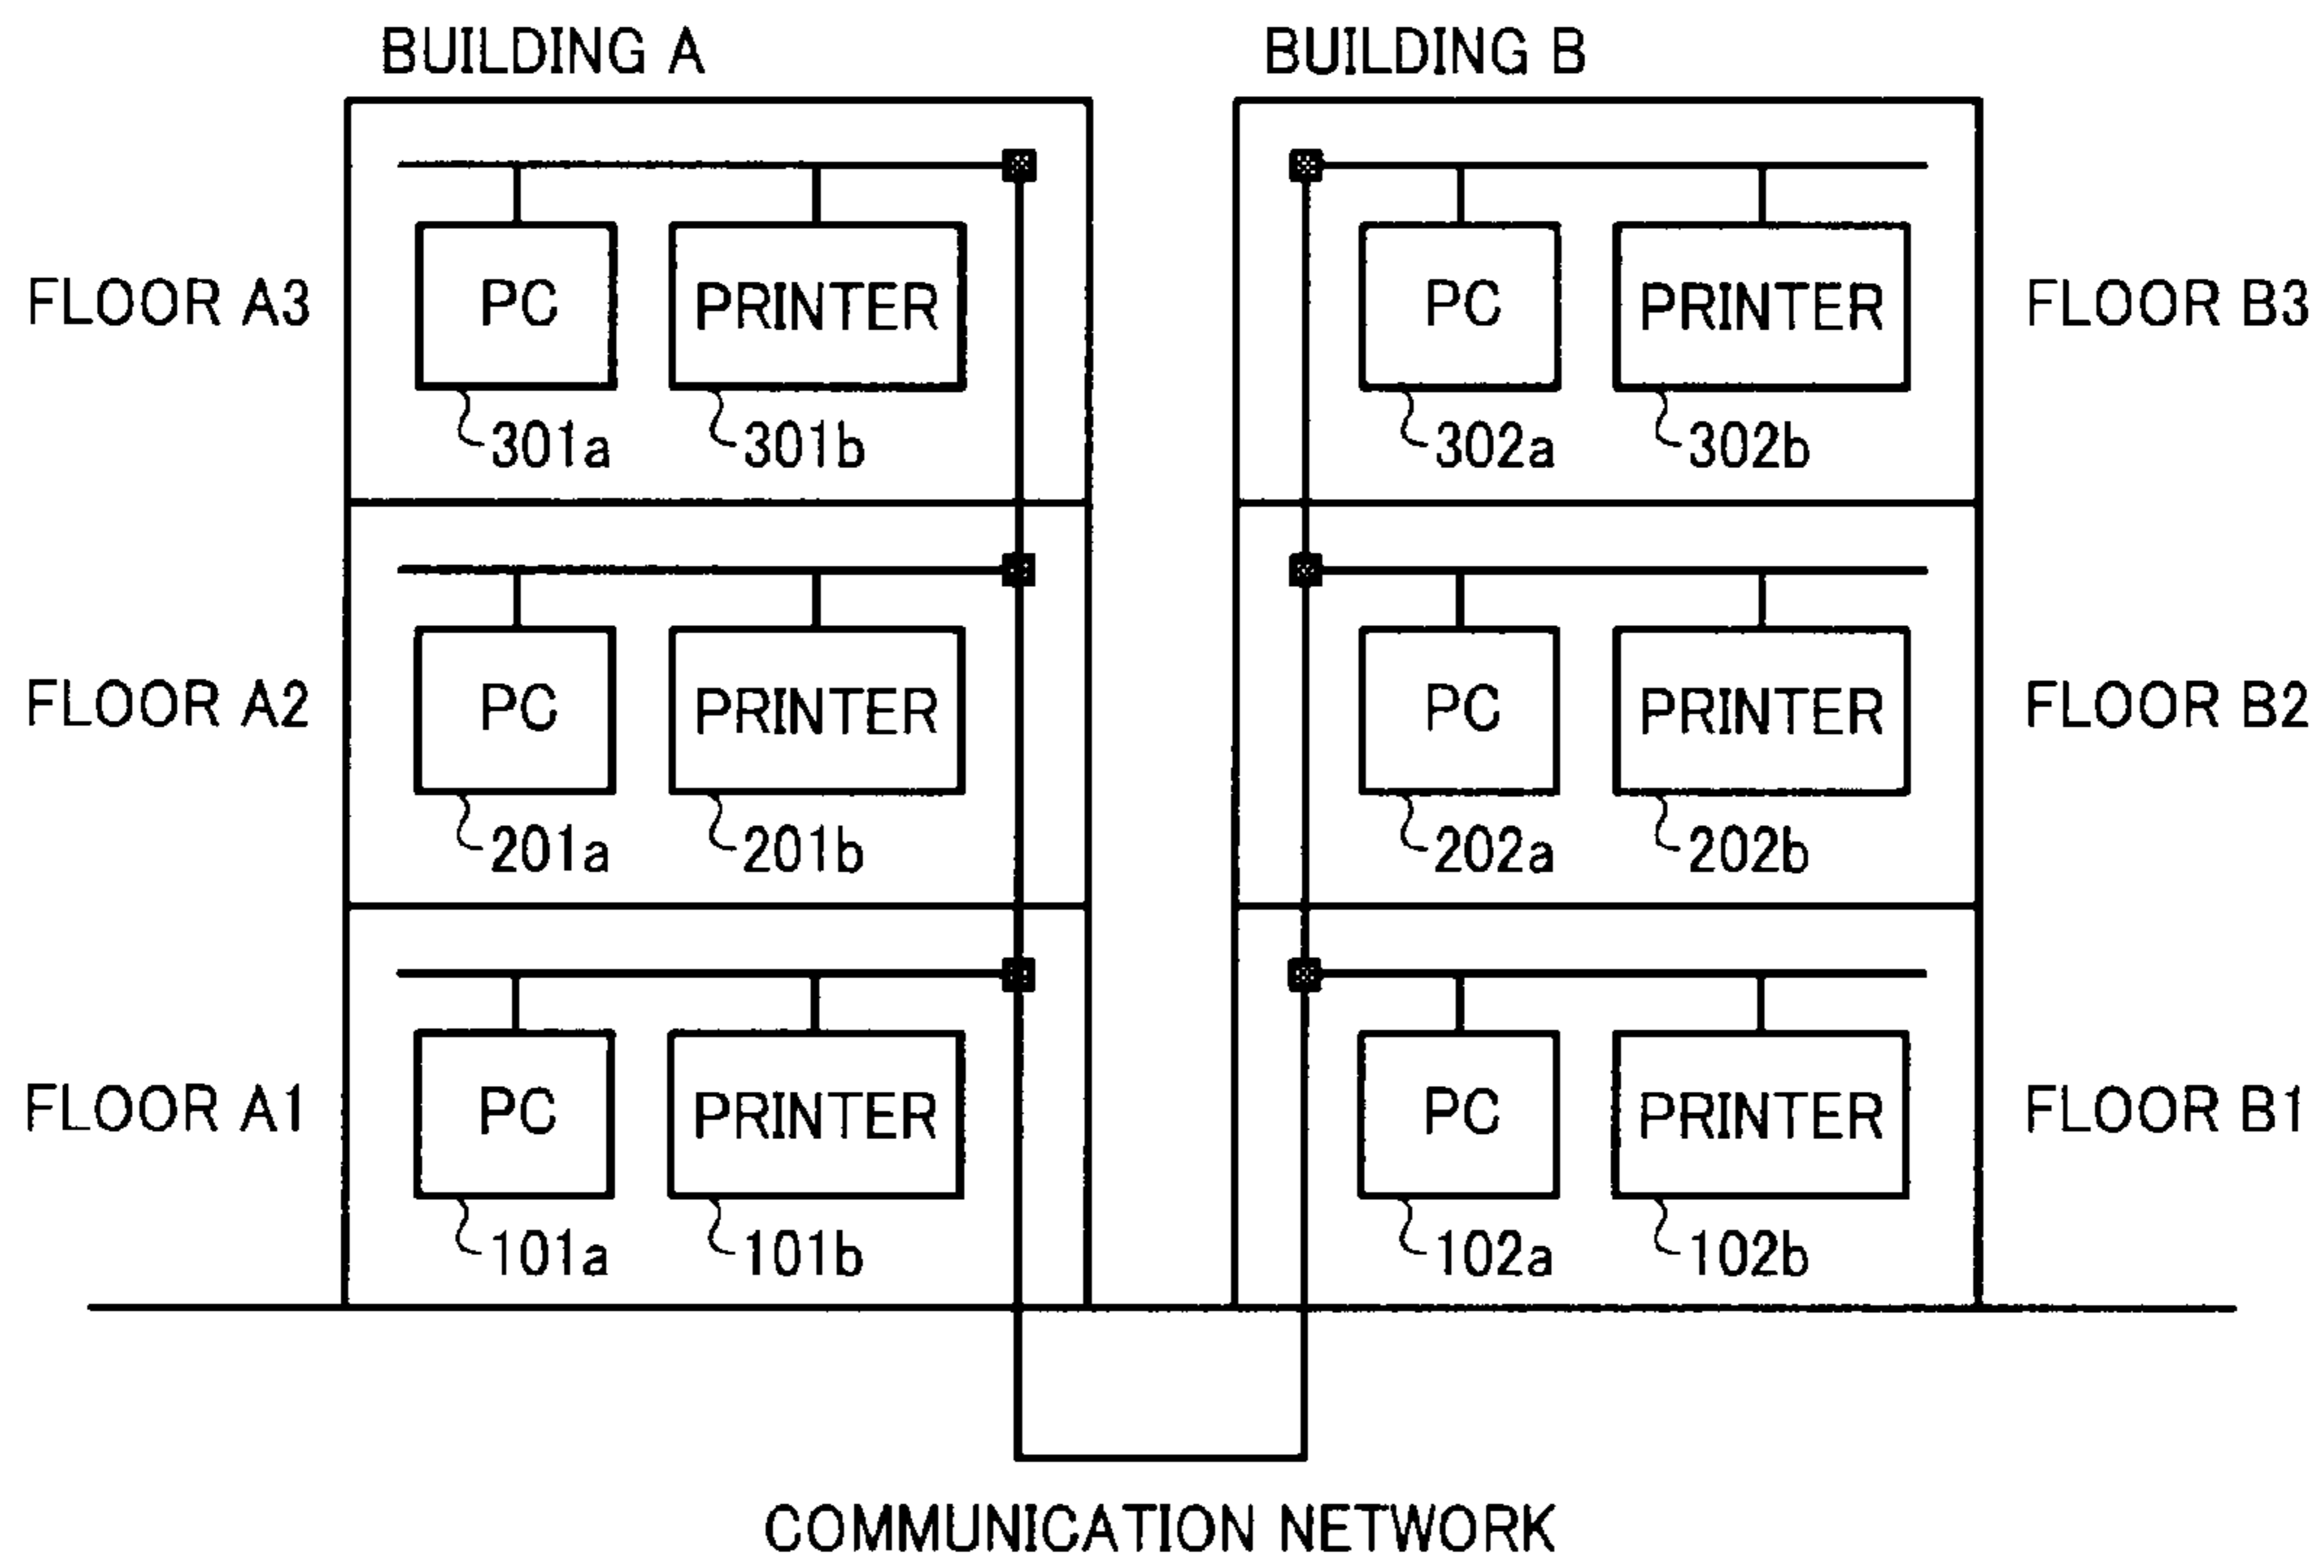 BUILDING A
BUILDING B
FLOOR A3
PC
PRINTER
301a
301b
PC
PRINTER
302a
302b
FLOOR B3
FLOOR A2
PC
PRINTER
201a
201b
PC
PRINTER
202a
202b
FLOOR B2
FLOOR A1
PC
PRINTER
101a
101b
PC
PRINTER
102a
102b
FLOOR B1
COMMUNICATION NETWORK